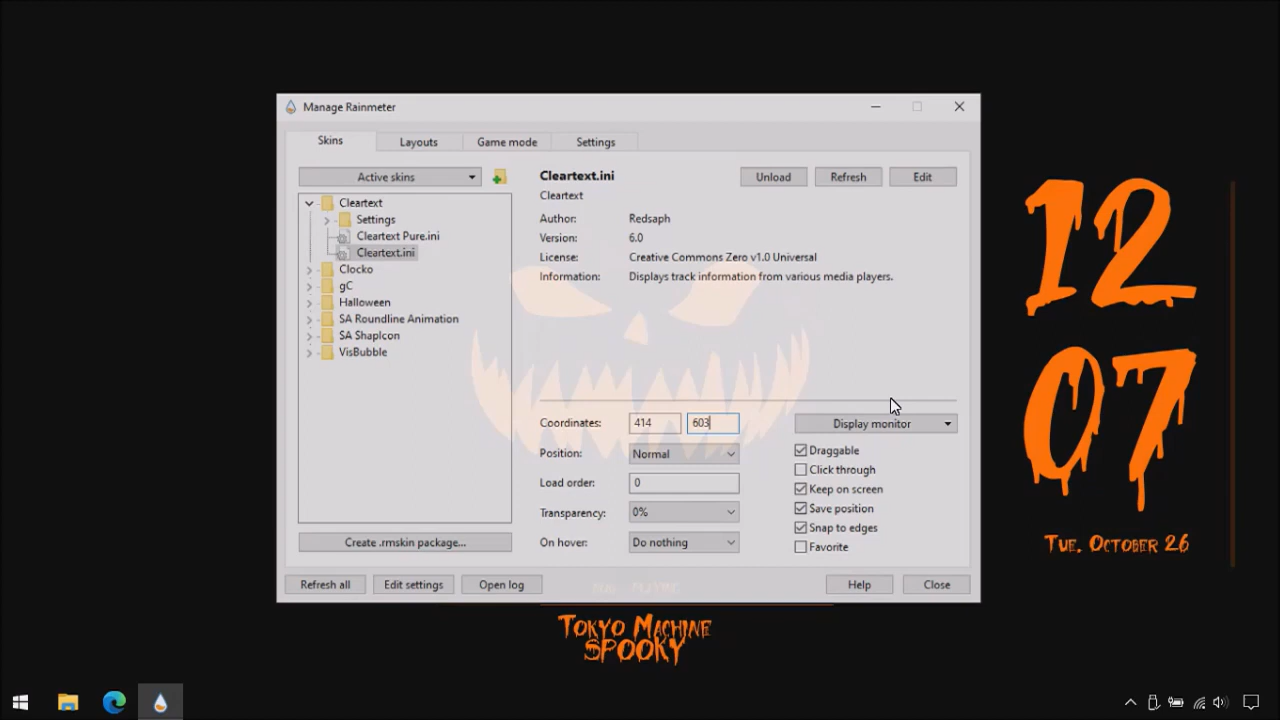 Manage Rainmeter
Skins
Layouts
Game mode
Settings
Active skins
Cleartext
Settings
Cleartext Pure.ini
Cleartext.ini
Clocko
gC
Halloween
SA Roundline Animation
SA ShapIcon
VisBubble
Create .rmskin package...
Cleartext.ini
Unload
Refresh
Edit
Cleartext
Author: Redsaph
Version: 6.0
License: Creative Commons Zero v1.0 Universal
Information: Displays track information from various media players.
Coordinates: 414 603
Display monitor
Position: Normal
Load order: 0
Transparency: 0%
On hover: Do nothing
Draggable
Click through
Keep on screen
Save position
Snap to edges
Favorite
Refresh all
Edit settings
Open log
Help
Close
12
07
Tue, October 26
Tokyo Machine
SPOOKY